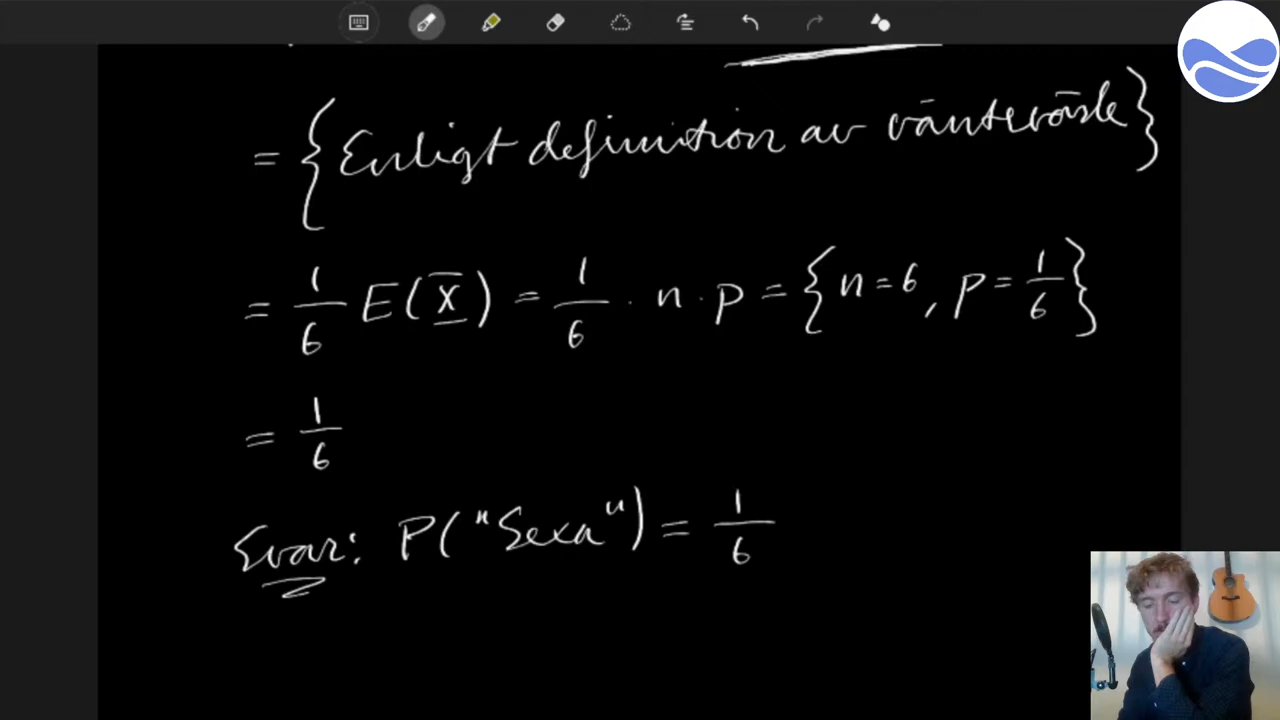 = {Enligt definition av väntevärde}
= 1/6 E(X) = 1/6 · n · p = {n = 6, p = 1/6}
= 1/6
Svar: P("Sexa") = 1/6